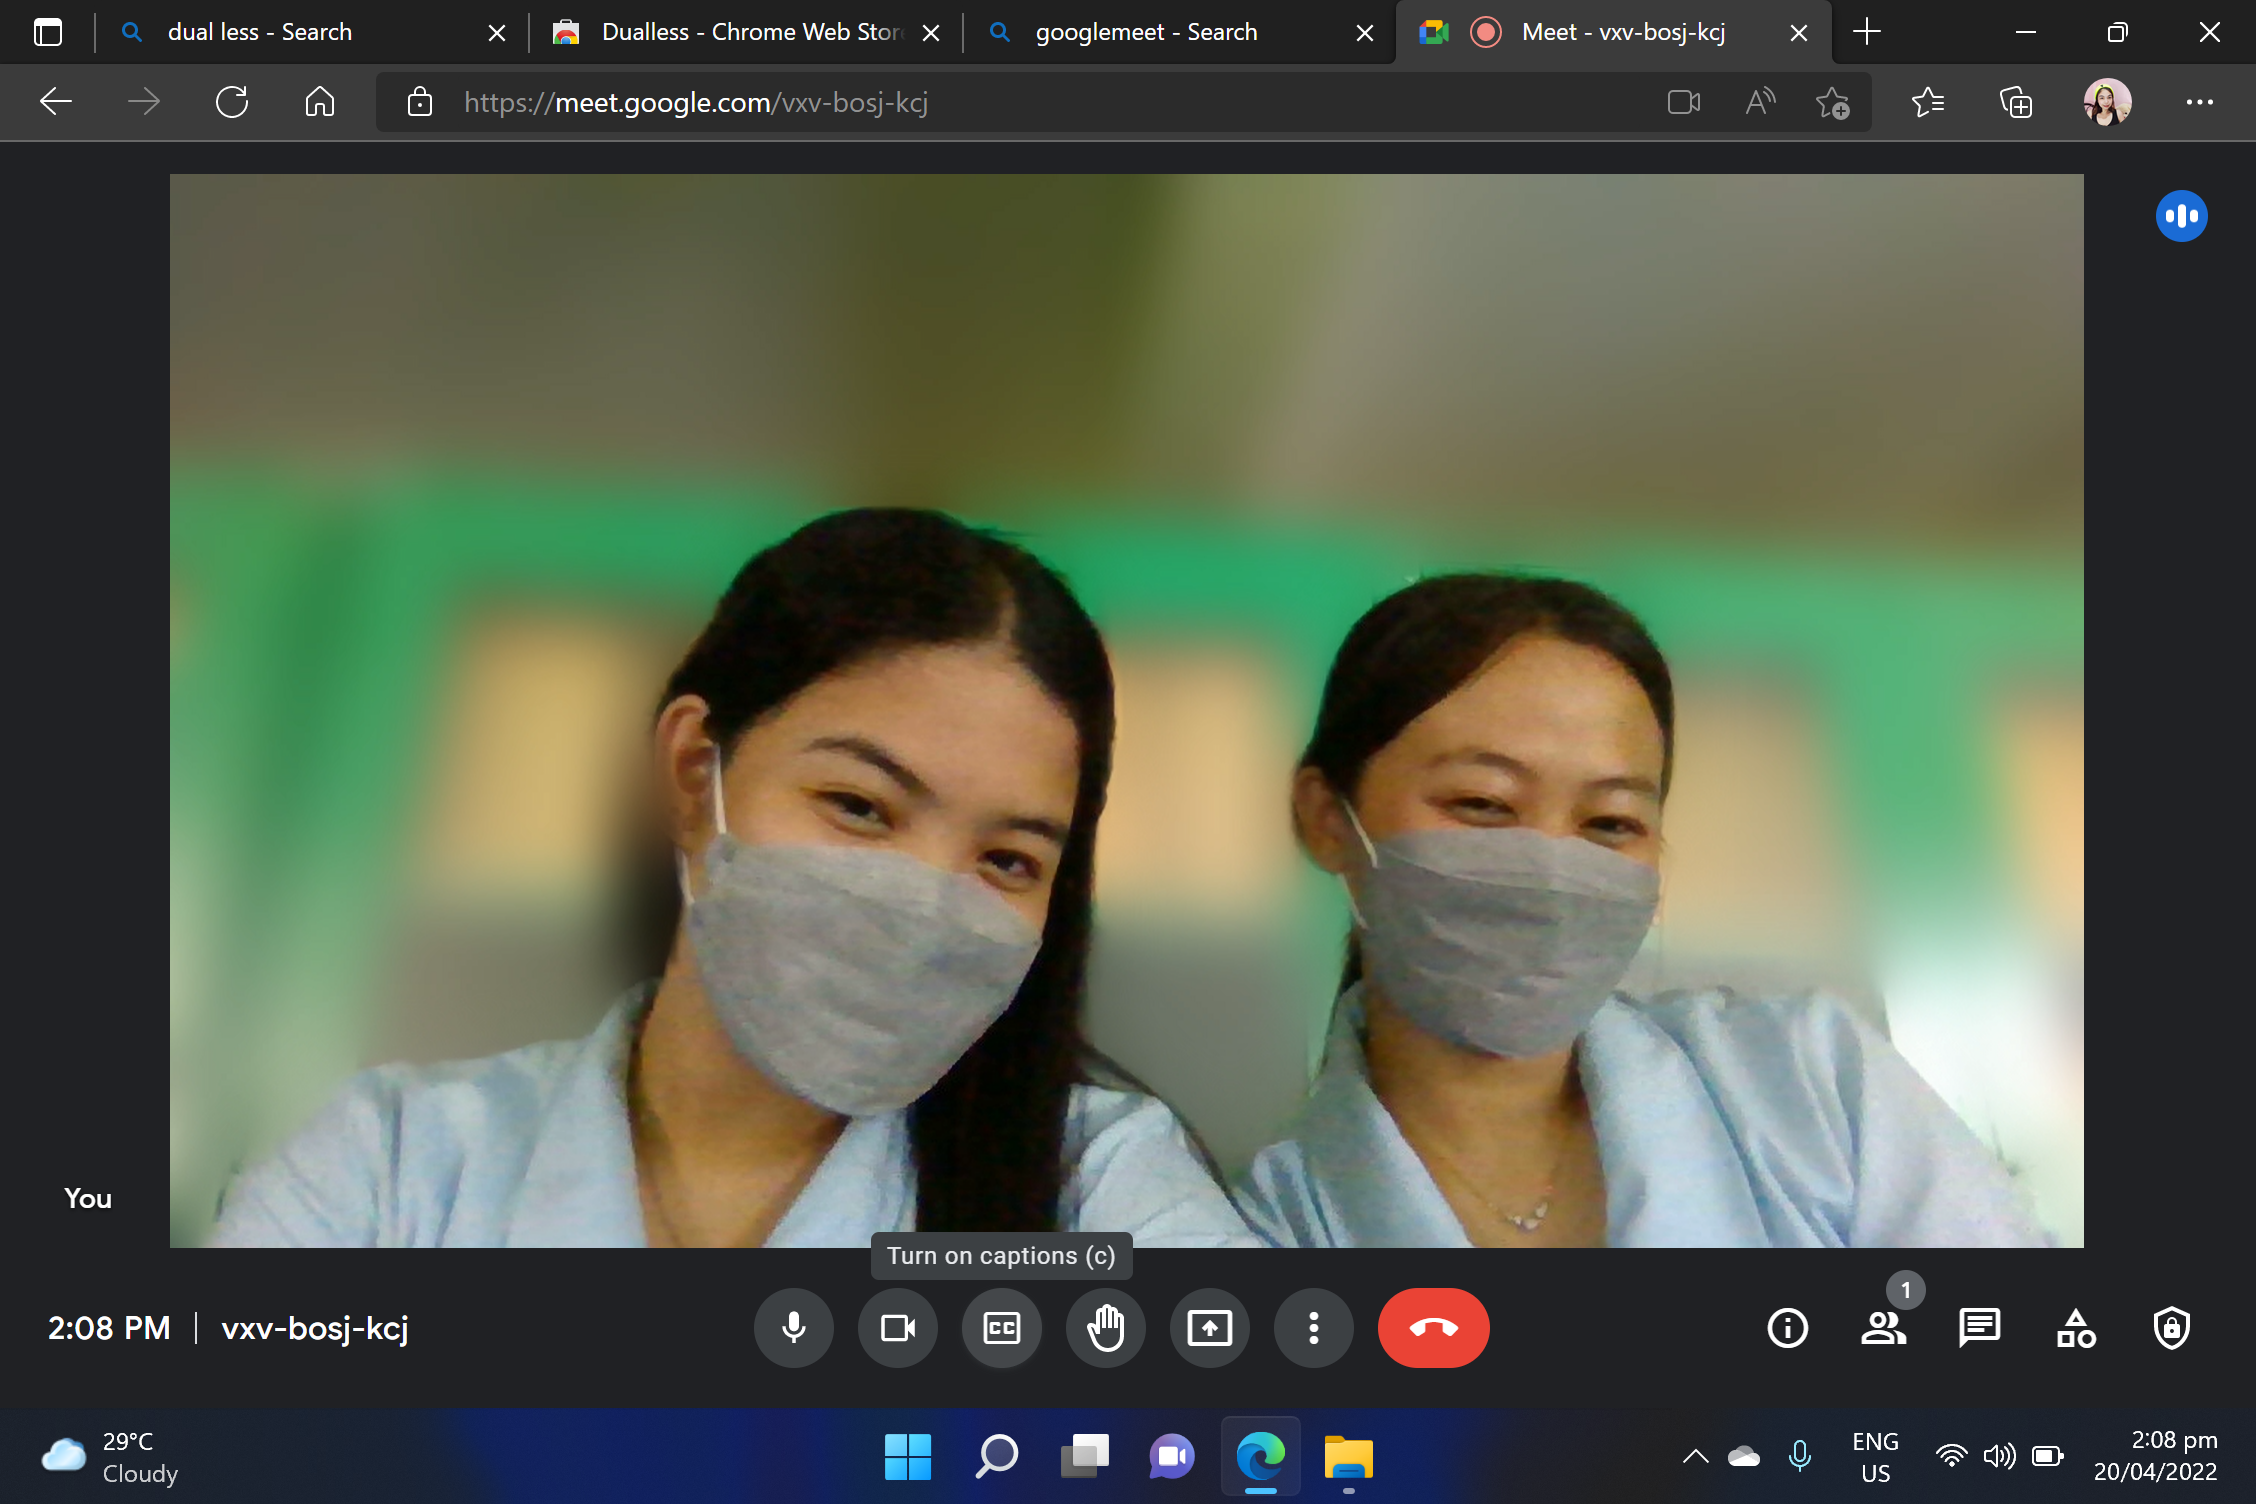 dual less - Search
Dualless - Chrome Web Stor
googlemeet - Search
Meet - vxv-bosj-kcj
https://meet.google.com/vxv-bosj-kcj
You
Turn on captions (c)
2:08 PM | vxv-bosj-kcj
CC
1
29°C
Cloudy
ENG
US
2:08 pm
20/04/2022